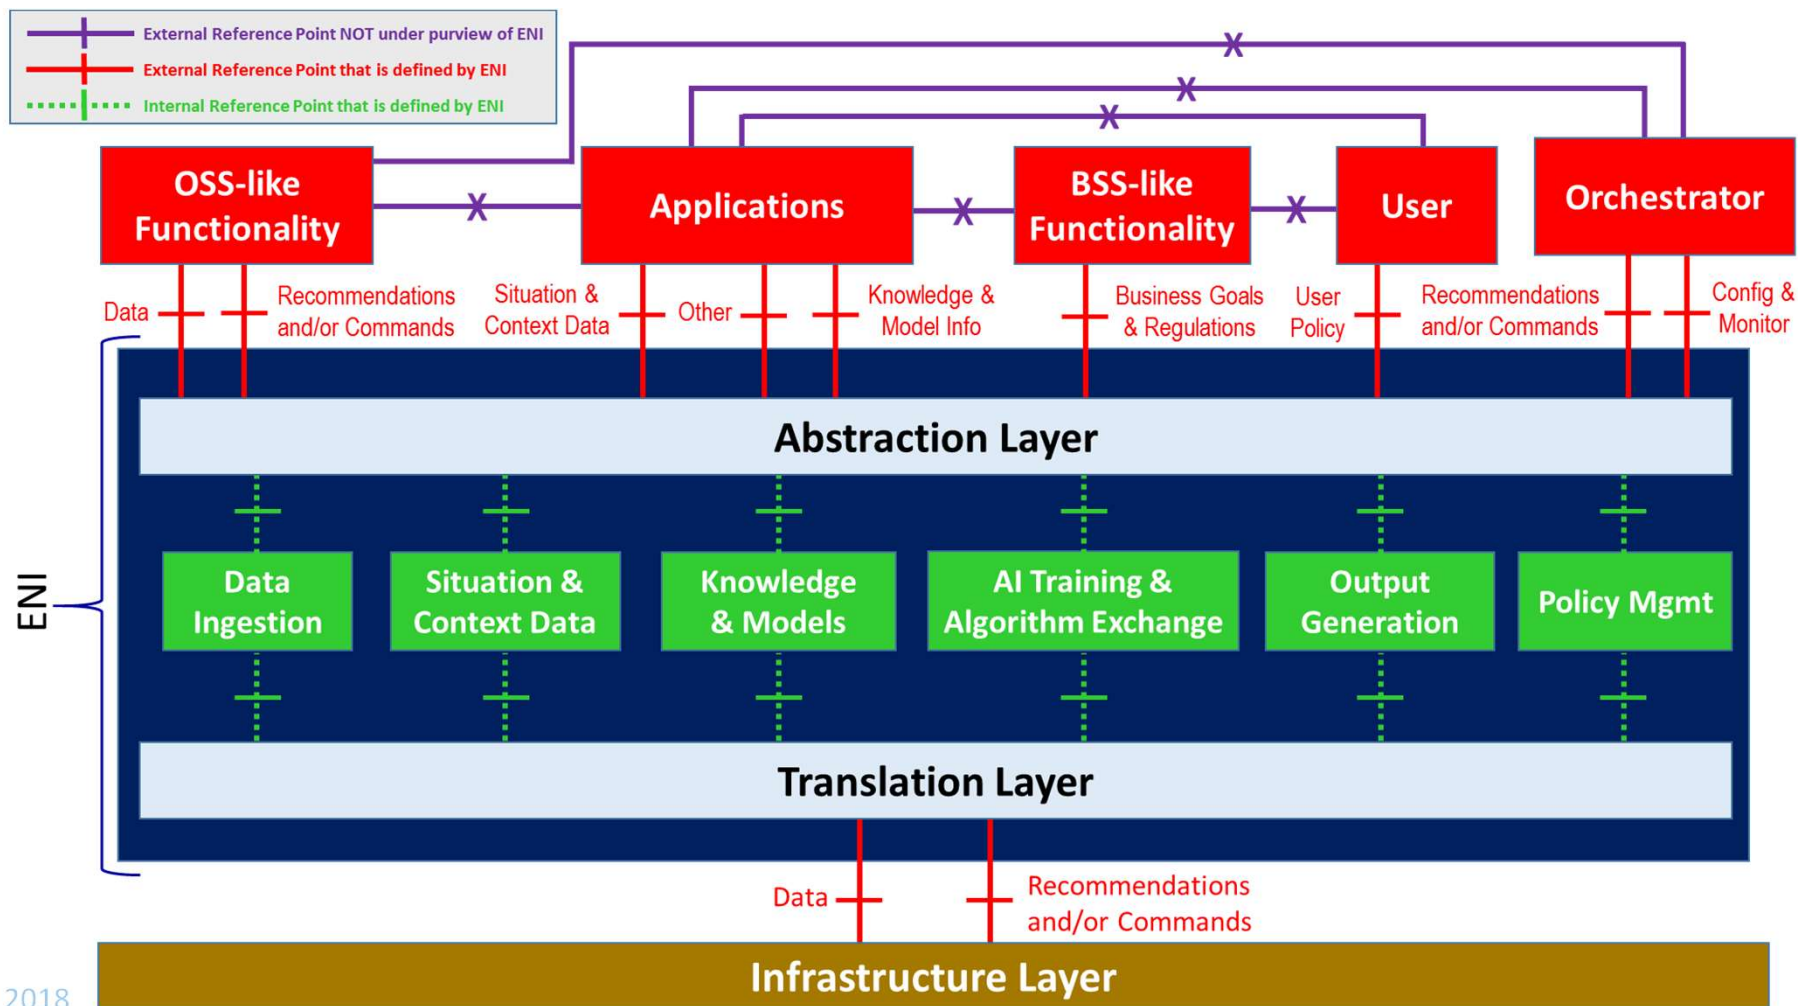 External Reference Point NOT under purview of ENI
External Reference Point that is defined by ENI
Internal Reference Point that is defined by ENI
X
X
X
OSS-like
Functionality
X
Applications
X
BSS-like
Functionality
X
User
Orchestrator
Data
Recommendations
and/or Commands
Situation &
Context Data
Other
Knowledge &
Model Info
Business Goals
& Regulations
User
Policy
Recommendations
and/or Commands
Config &
Monitor
ENI
Abstraction Layer
Data
Ingestion
Situation &
Context Data
Knowledge
& Models
AI Training &
Algorithm Exchange
Output
Generation
Policy Mgmt
Translation Layer
Data
Recommendations
and/or Commands
Infrastructure Layer
2018